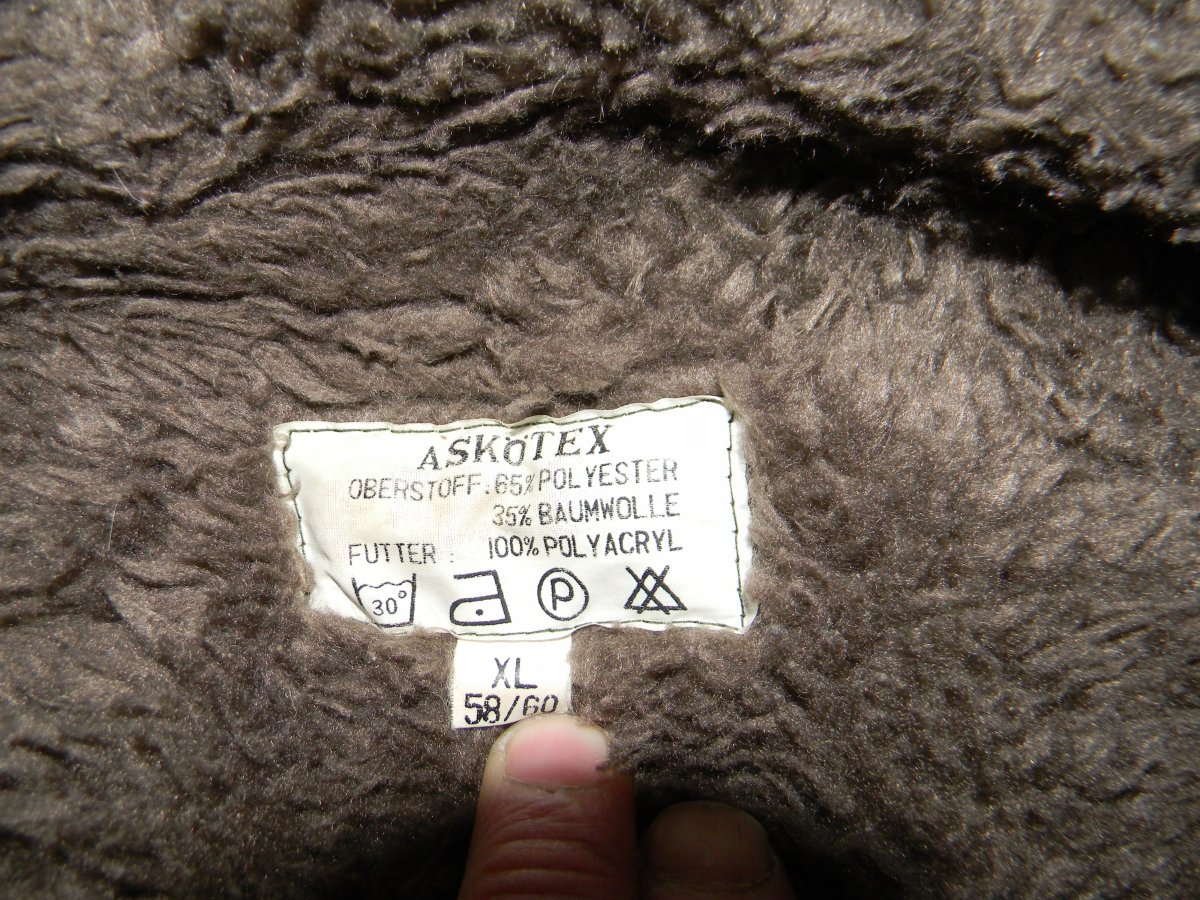 ASKÖTEX
OBERSTOFF: 65% POLYESTER
35% BAUMWOLLE
FUTTER : 100% POLYACRYL
30°
P
XL
58/60